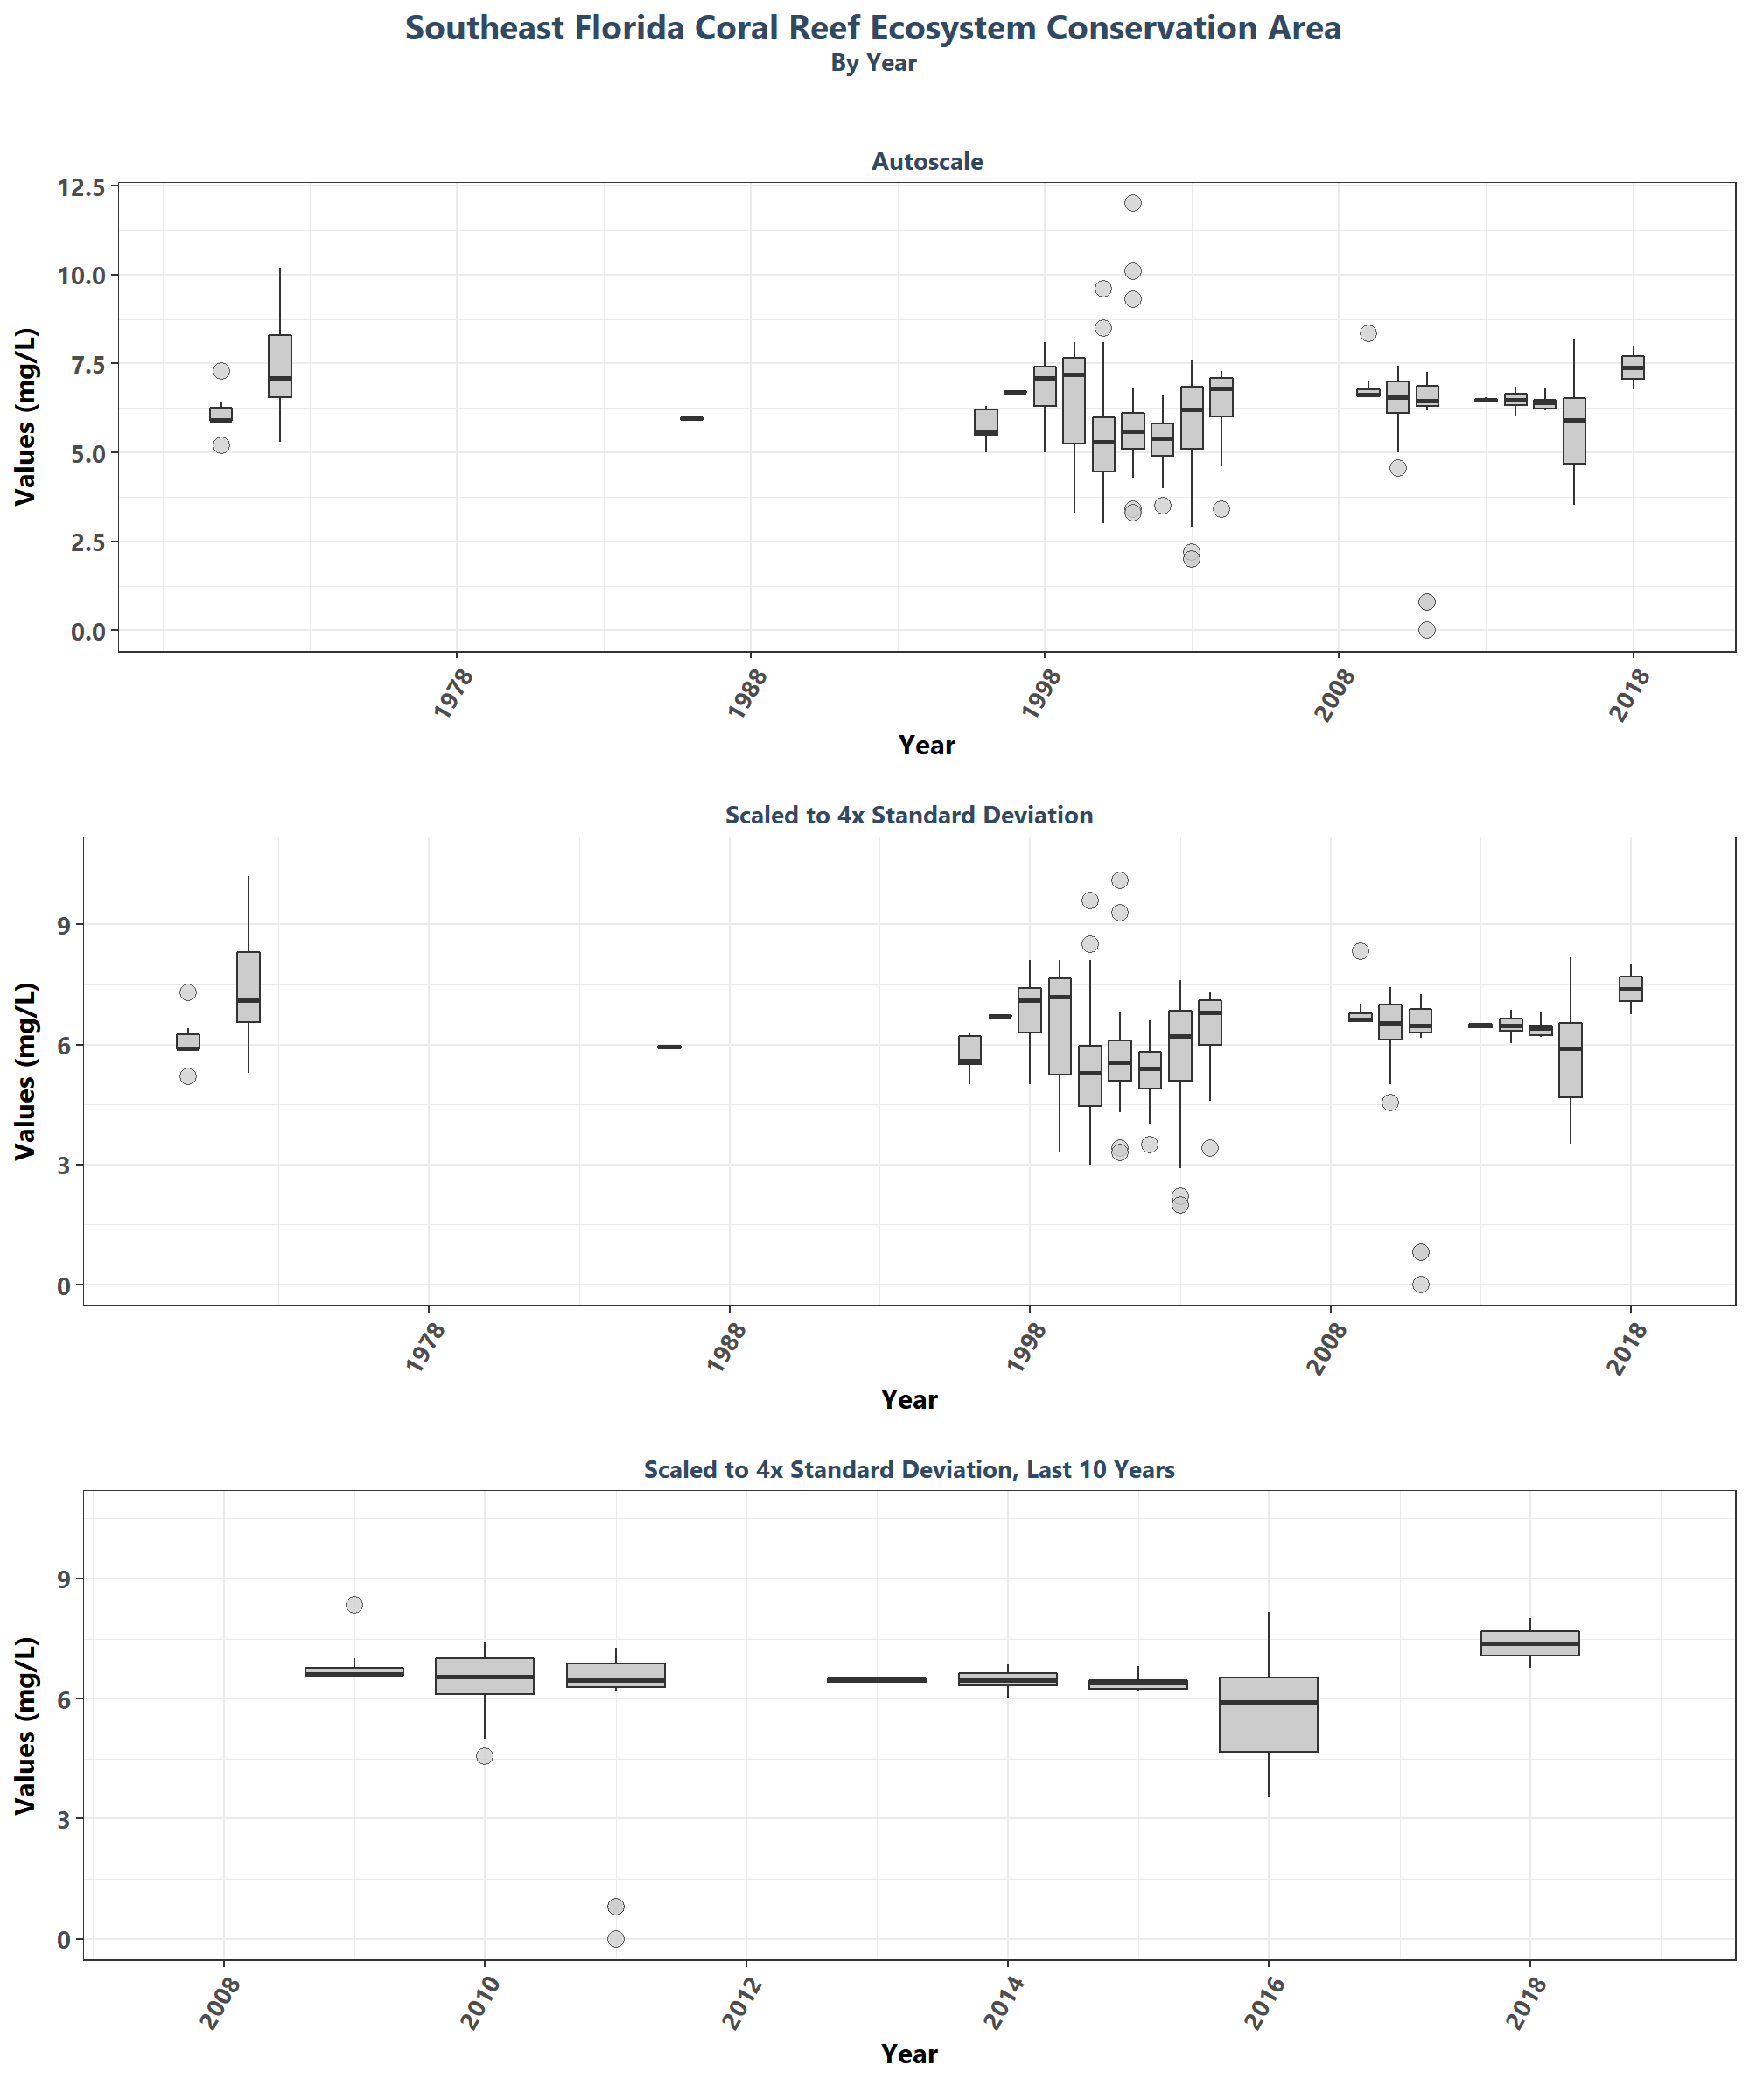 Southeast Florida Coral Reef Ecosystem Conservation Area
By Year
Autoscale
Values (mg/L)
12.5
10.0
7.5
5.0
2.5
0.0
1978
1988
1998
2008
2018
Year
Scaled to 4x Standard Deviation
Values (mg/L)
9
6
3
0
1978
1988
1998
2008
2018
Year
Scaled to 4x Standard Deviation, Last 10 Years
Values (mg/L)
9
6
3
0
2008
2010
2012
2014
2016
2018
Year